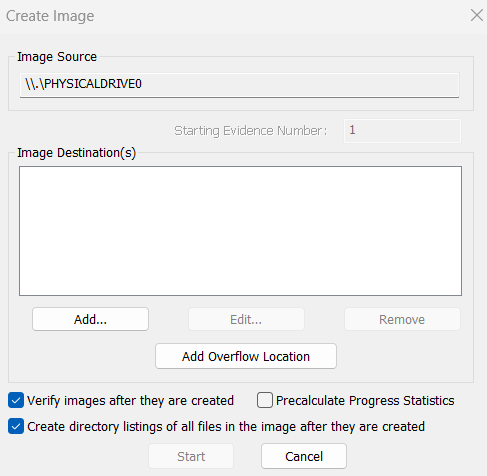 Create Image
Image Source
\\.\PHYSICALDRIVE0
Starting Evidence Number: 1
Image Destination(s)
Add... Edit... Remove
Add Overflow Location
Verify images after they are created Precalculate Progress Statistics
Create directory listings of all files in the image after they are created
Start Cancel